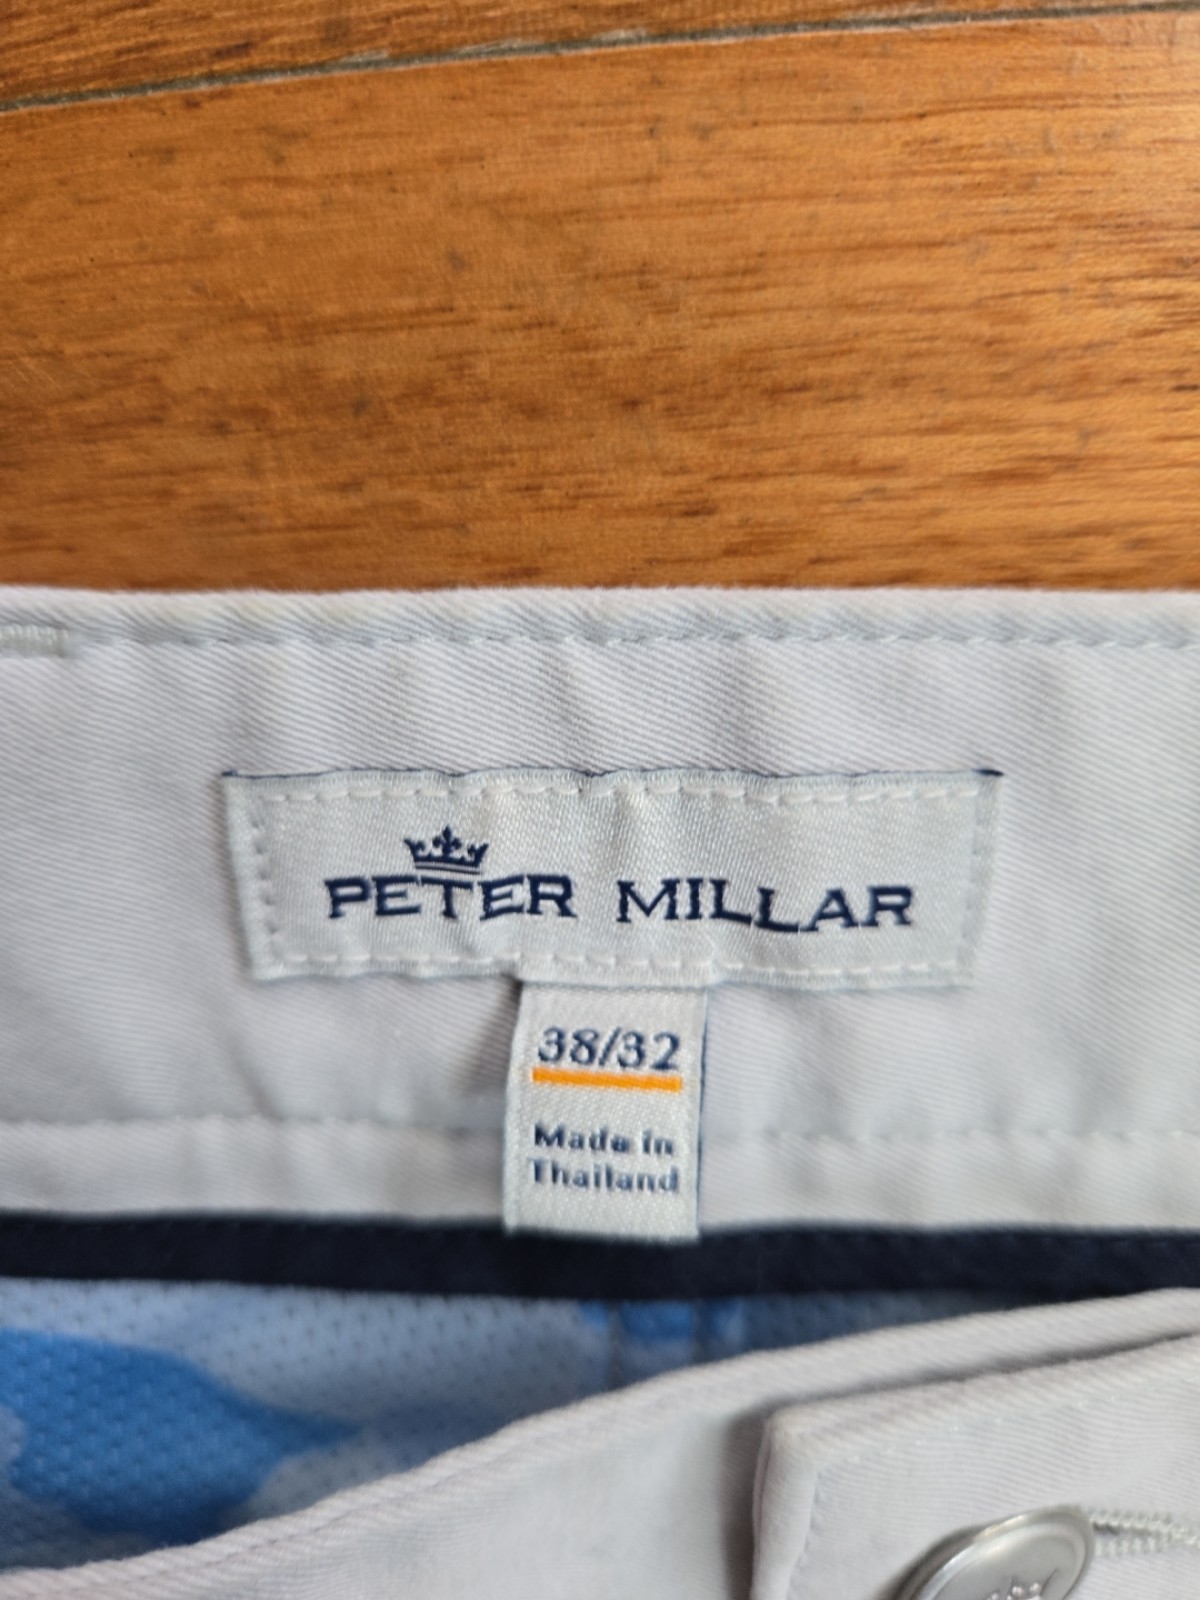 PETER MILLAR
38/32
Made in
Thailand